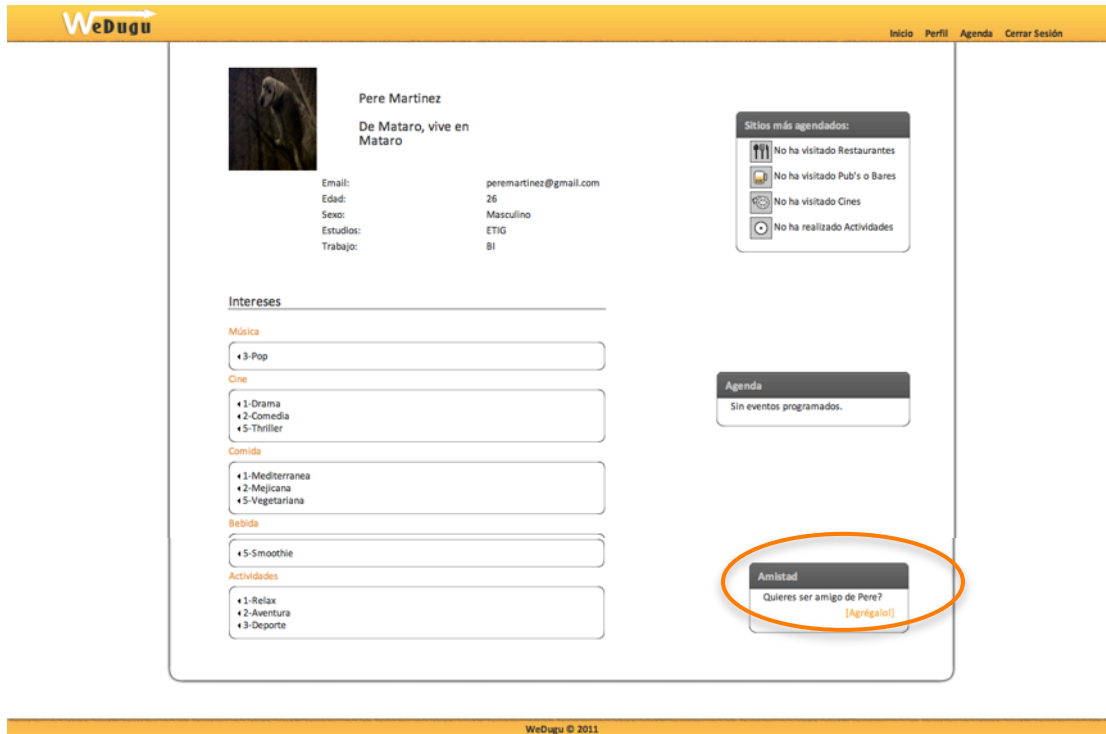 WeDugu
Inicio Perfil Agenda Cerrar Sesión
Pere Martinez
De Mataro, vive en
Mataro
Email: peremartinez@gmail.com
Edad: 26
Sexo: Masculino
Estudios: ETIG
Trabajo: BI
Sitios más agendados:
No ha visitado Restaurantes
No ha visitado Pub's o Bares
No ha visitado Cines
No ha realizado Actividades
Intereses
Música
3-Pop
Cine
1-Drama
2-Comedia
5-Thriller
Comida
1-Mediterranea
2-Mejicana
5-Vegetariana
Bebida
5-Smoothie
Actividades
1-Relax
2-Aventura
3-Deporte
Agenda
Sin eventos programados.
Amistad
Quieres ser amigo de Pere?
[Agrégalo!]
WeDugu © 2011